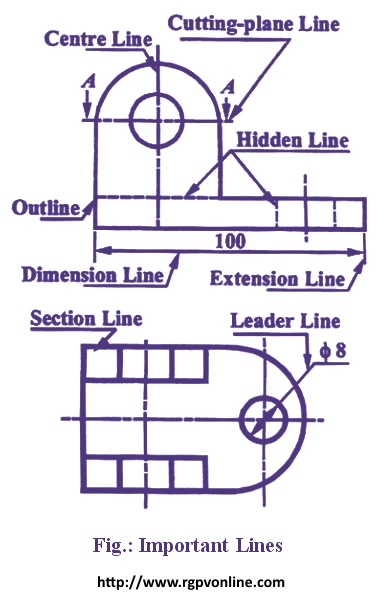 Cutting-plane Line
Centre Line
A
A
Hidden Line
Outline
100
Dimension Line
Extension Line
Section Line
Leader Line
ϕ 8
Fig.: Important Lines
http://www.rgpvonline.com